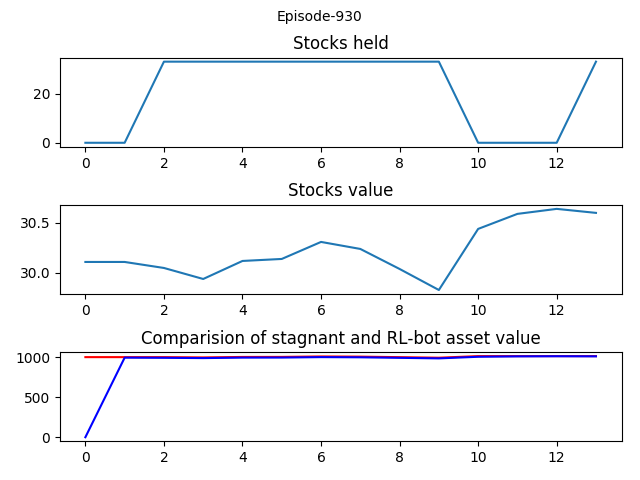 Episode-930
Stocks held
20
0
0 2 4 6 8 10 12
Stocks value
30.5
30.0
0 2 4 6 8 10 12
Comparision of stagnant and RL-bot asset value
1000
500
0
0 2 4 6 8 10 12